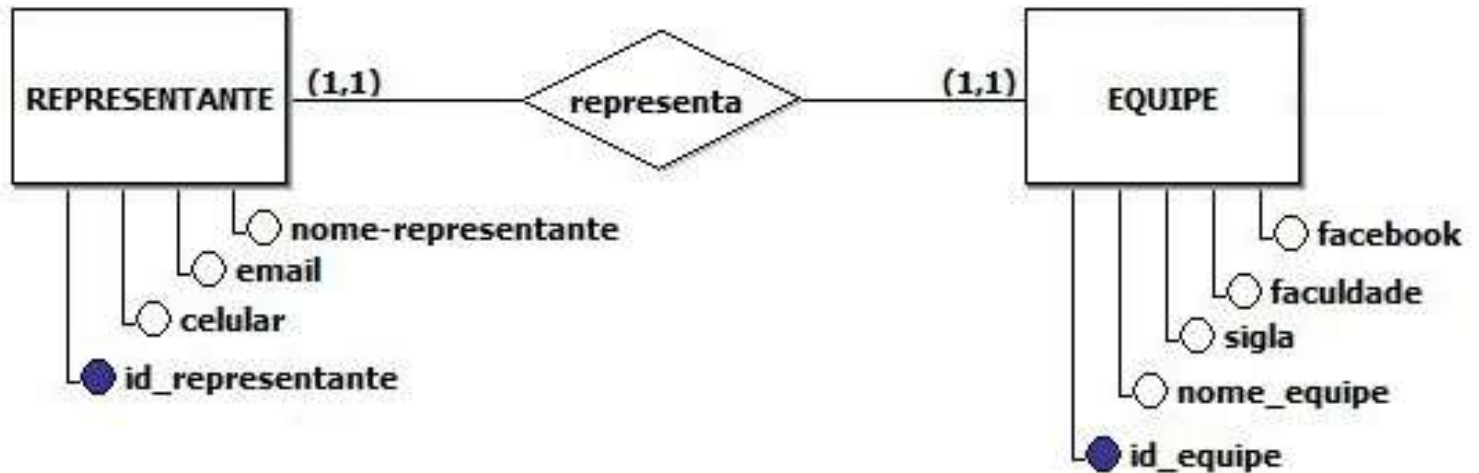 REPRESENTANTE
(1,1)
representa
(1,1)
EQUIPE
nome-representante
email
celular
id_representante
facebook
faculdade
sigla
nome_equipe
id_equipe